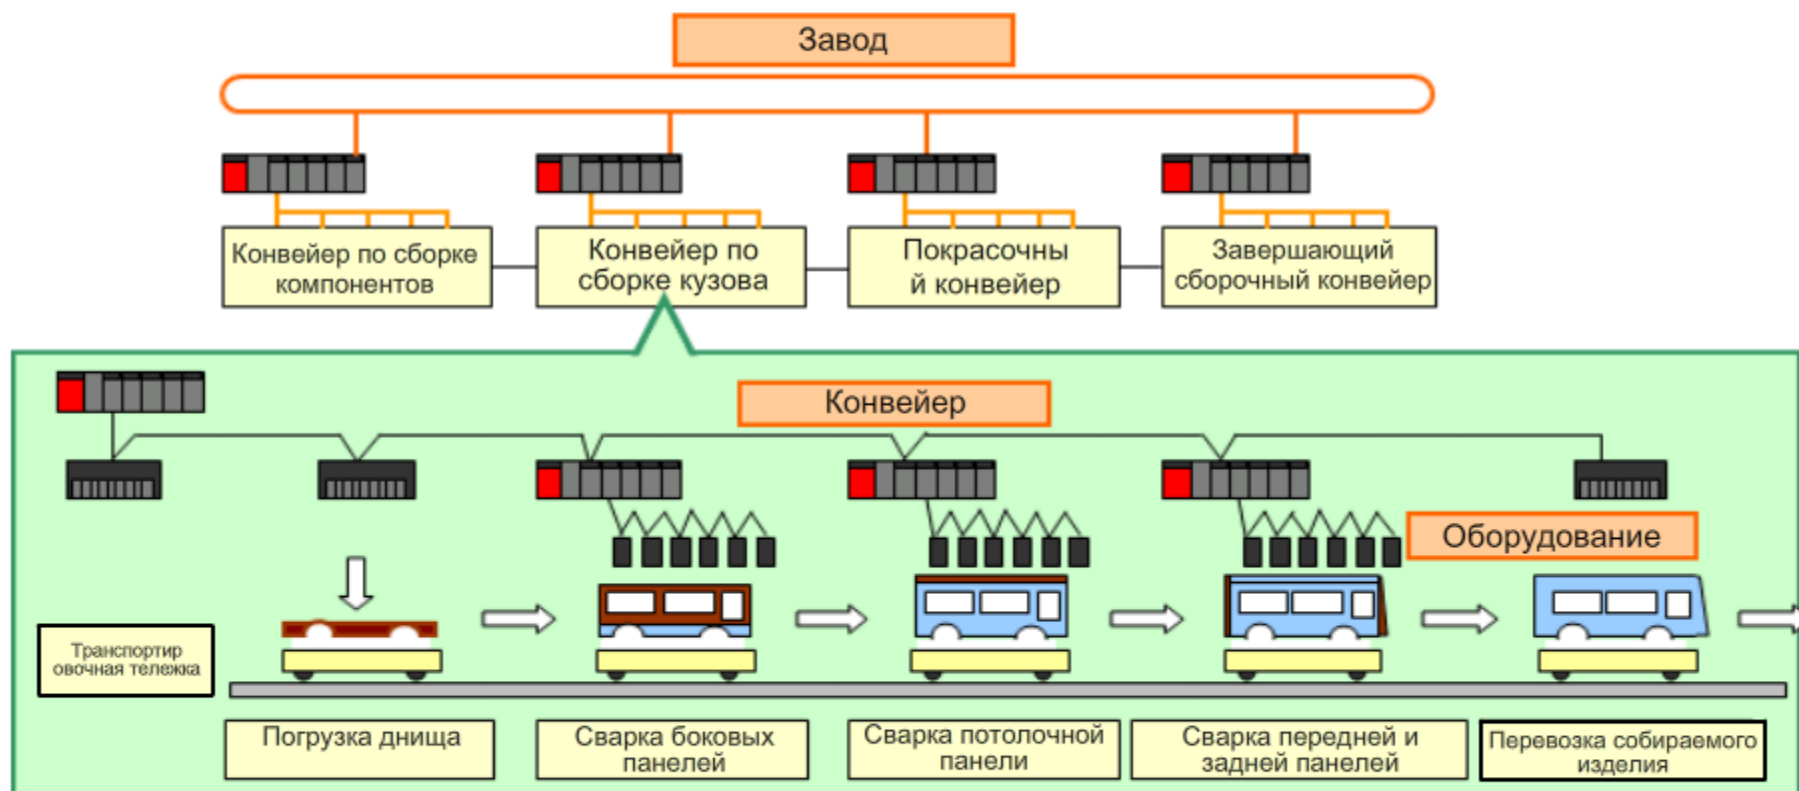 Завод
Конвейер по сборке
компонентов
Конвейер по
сборке кузова
Покрасочны
й конвейер
Завершающий
сборочный конвейер
Конвейер
Оборудование
Транспортир
овочная тележка
Погрузка днища
Сварка боковых
панелей
Сварка потолочной
панели
Сварка передней и
задней панелей
Перевозка собираемого
изделия